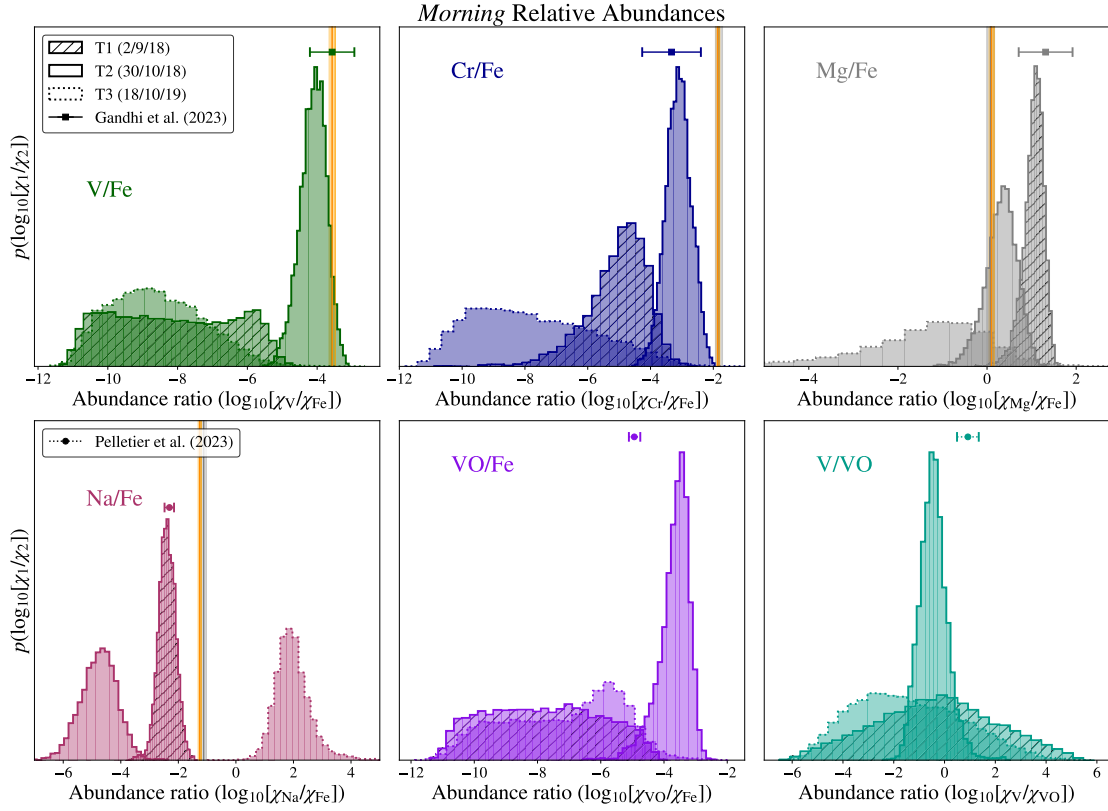 Morning Relative Abundances
T1 (2/9/18)
T2 (30/10/18)
T3 (18/10/19)
Gandhi et al. (2023)
V/Fe
Cr/Fe
Mg/Fe
p(log₁₀[χ₁/χ₂])
−12 −10 −8 −6 −4
−12 −10 −8 −6 −4 −2
−4 −2 0 2
Abundance ratio (log₁₀[χV/χFe])
Abundance ratio (log₁₀[χCr/χFe])
Abundance ratio (log₁₀[χMg/χFe])
Pelletier et al. (2023)
Na/Fe
VO/Fe
V/VO
p(log₁₀[χ₁/χ₂])
−6 −4 −2 0 2 4
−12 −10 −8 −6 −4 −2
−6 −4 −2 0 2 4 6
Abundance ratio (log₁₀[χNa/χFe])
Abundance ratio (log₁₀[χVO/χFe])
Abundance ratio (log₁₀[χV/χVO])